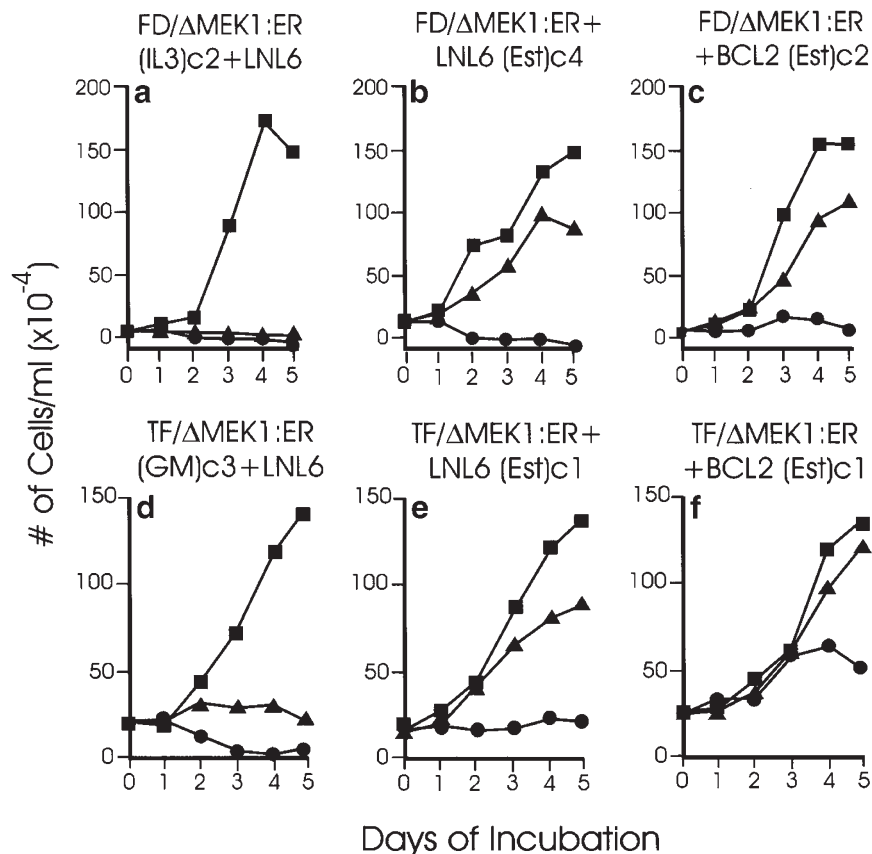 FD/ΔMEK1:ER
(IL3)c2+LNL6
FD/ΔMEK1:ER+
LNL6 (Est)c4
FD/ΔMEK1:ER
+BCL2 (Est)c2
a
b
c
200
150
100
50
0
0 1 2 3 4 5
200
150
100
50
0
0 1 2 3 4 5
200
150
100
50
0
0 1 2 3 4 5
# of Cells/ml (x10⁻⁴)
TF/ΔMEK1:ER
(GM)c3+LNL6
TF/ΔMEK1:ER+
LNL6 (Est)c1
TF/ΔMEK1:ER
+BCL2 (Est)c1
d
e
f
150
100
50
0
0 1 2 3 4 5
150
100
50
0
0 1 2 3 4 5
150
100
50
0
0 1 2 3 4 5
Days of Incubation